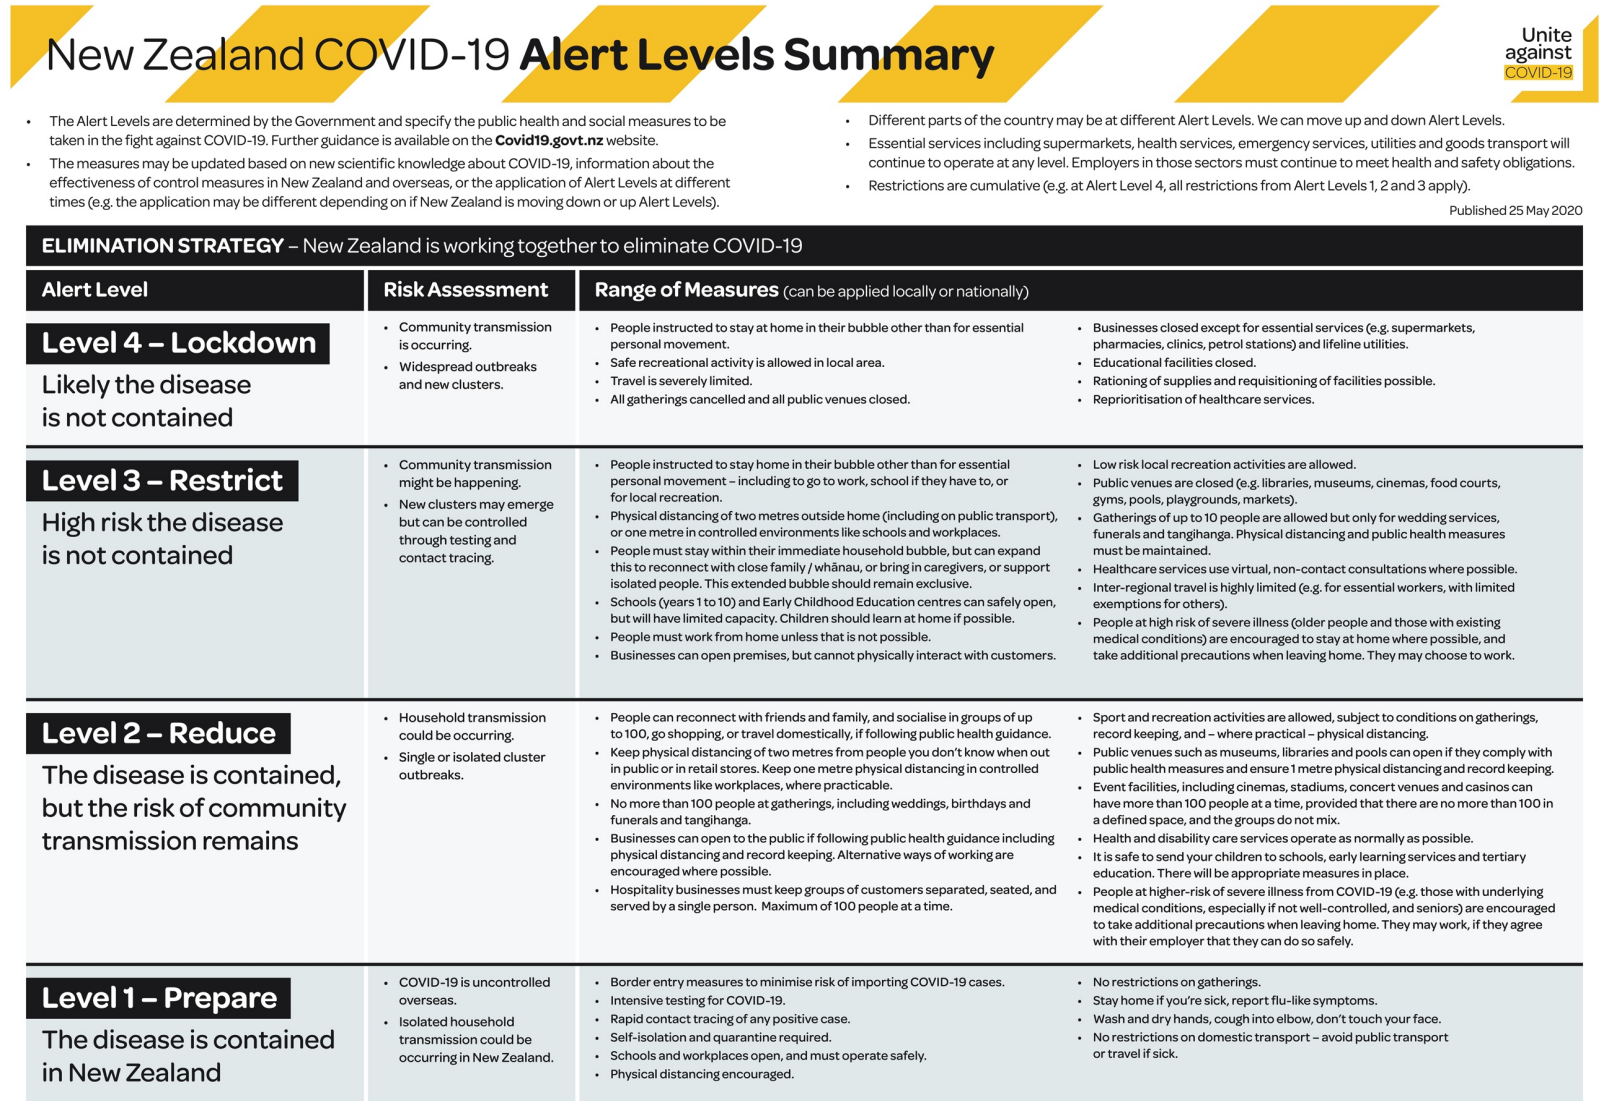 New Zealand COVID-19 Alert Levels Summary
Unite
against
COVID-19
• The Alert Levels are determined by the Government and specify the public health and social measures to be
taken in the fight against COVID-19. Further guidance is available on the Covid19.govt.nz website.
• The measures may be updated based on new scientific knowledge about COVID-19, information about the
effectiveness of control measures in New Zealand and overseas, or the application of Alert Levels at different
times (e.g. the application may be different depending on if New Zealand is moving down or up Alert Levels).
• Different parts of the country may be at different Alert Levels. We can move up and down Alert Levels.
• Essential services including supermarkets, health services, emergency services, utilities and goods transport will
continue to operate at any level. Employers in those sectors must continue to meet health and safety obligations.
• Restrictions are cumulative (e.g. at Alert Level 4, all restrictions from Alert Levels 1, 2 and 3 apply).
Published 25 May 2020
ELIMINATION STRATEGY – New Zealand is working together to eliminate COVID-19
Alert Level
Risk Assessment
Range of Measures (can be applied locally or nationally)
Level 4 – Lockdown
Likely the disease
is not contained
• Community transmission
is occurring.
• Widespread outbreaks
and new clusters.
• People instructed to stay at home in their bubble other than for essential
personal movement.
• Safe recreational activity is allowed in local area.
• Travel is severely limited.
• All gatherings cancelled and all public venues closed.
• Businesses closed except for essential services (e.g. supermarkets,
pharmacies, clinics, petrol stations) and lifeline utilities.
• Educational facilities closed.
• Rationing of supplies and requisitioning of facilities possible.
• Reprioritisation of healthcare services.
Level 3 – Restrict
High risk the disease
is not contained
• Community transmission
might be happening.
• New clusters may emerge
but can be controlled
through testing and
contact tracing.
• People instructed to stay home in their bubble other than for essential
personal movement – including to go to work, school if they have to, or
for local recreation.
• Physical distancing of two metres outside home (including on public transport),
or one metre in controlled environments like schools and workplaces.
• People must stay within their immediate household bubble, but can expand
this to reconnect with close family / whānau, or bring in caregivers, or support
isolated people. This extended bubble should remain exclusive.
• Schools (years 1 to 10) and Early Childhood Education centres can safely open,
but will have limited capacity. Children should learn at home if possible.
• People must work from home unless that is not possible.
• Businesses can open premises, but cannot physically interact with customers.
• Low risk local recreation activities are allowed.
• Public venues are closed (e.g. libraries, museums, cinemas, food courts,
gyms, pools, playgrounds, markets).
• Gatherings of up to 10 people are allowed but only for wedding services,
funerals and tangihanga. Physical distancing and public health measures
must be maintained.
• Healthcare services use virtual, non-contact consultations where possible.
• Inter-regional travel is highly limited (e.g. for essential workers, with limited
exemptions for others).
• People at high risk of severe illness (older people and those with existing
medical conditions) are encouraged to stay at home where possible, and
take additional precautions when leaving home. They may choose to work.
Level 2 – Reduce
The disease is contained,
but the risk of community
transmission remains
• Household transmission
could be occurring.
• Single or isolated cluster
outbreaks.
• People can reconnect with friends and family, and socialise in groups of up
to 100, go shopping, or travel domestically, if following public health guidance.
• Keep physical distancing of two metres from people you don't know when out
in public or in retail stores. Keep one metre physical distancing in controlled
environments like workplaces, where practicable.
• No more than 100 people at gatherings, including weddings, birthdays and
funerals and tangihanga.
• Businesses can open to the public if following public health guidance including
physical distancing and record keeping. Alternative ways of working are
encouraged where possible.
• Hospitality businesses must keep groups of customers separated, seated, and
served by a single person. Maximum of 100 people at a time.
• Sport and recreation activities are allowed, subject to conditions on gatherings,
record keeping, and – where practical – physical distancing.
• Public venues such as museums, libraries and pools can open if they comply with
public health measures and ensure 1 metre physical distancing and record keeping.
• Event facilities, including cinemas, stadiums, concert venues and casinos can
have more than 100 people at a time, provided that there are no more than 100 in
a defined space, and the groups do not mix.
• Health and disability care services operate as normally as possible.
• It is safe to send your children to schools, early learning services and tertiary
education. There will be appropriate measures in place.
• People at higher-risk of severe illness from COVID-19 (e.g. those with underlying
medical conditions, especially if not well-controlled, and seniors) are encouraged
to take additional precautions when leaving home. They may work, if they agree
with their employer that they can do so safely.
Level 1 – Prepare
The disease is contained
in New Zealand
• COVID-19 is uncontrolled
overseas.
• Isolated household
transmission could be
occurring in New Zealand.
• Border entry measures to minimise risk of importing COVID-19 cases.
• Intensive testing for COVID-19.
• Rapid contact tracing of any positive case.
• Self-isolation and quarantine required.
• Schools and workplaces open, and must operate safely.
• Physical distancing encouraged.
• No restrictions on gatherings.
• Stay home if you're sick, report flu-like symptoms.
• Wash and dry hands, cough into elbow, don't touch your face.
• No restrictions on domestic transport – avoid public transport
or travel if sick.